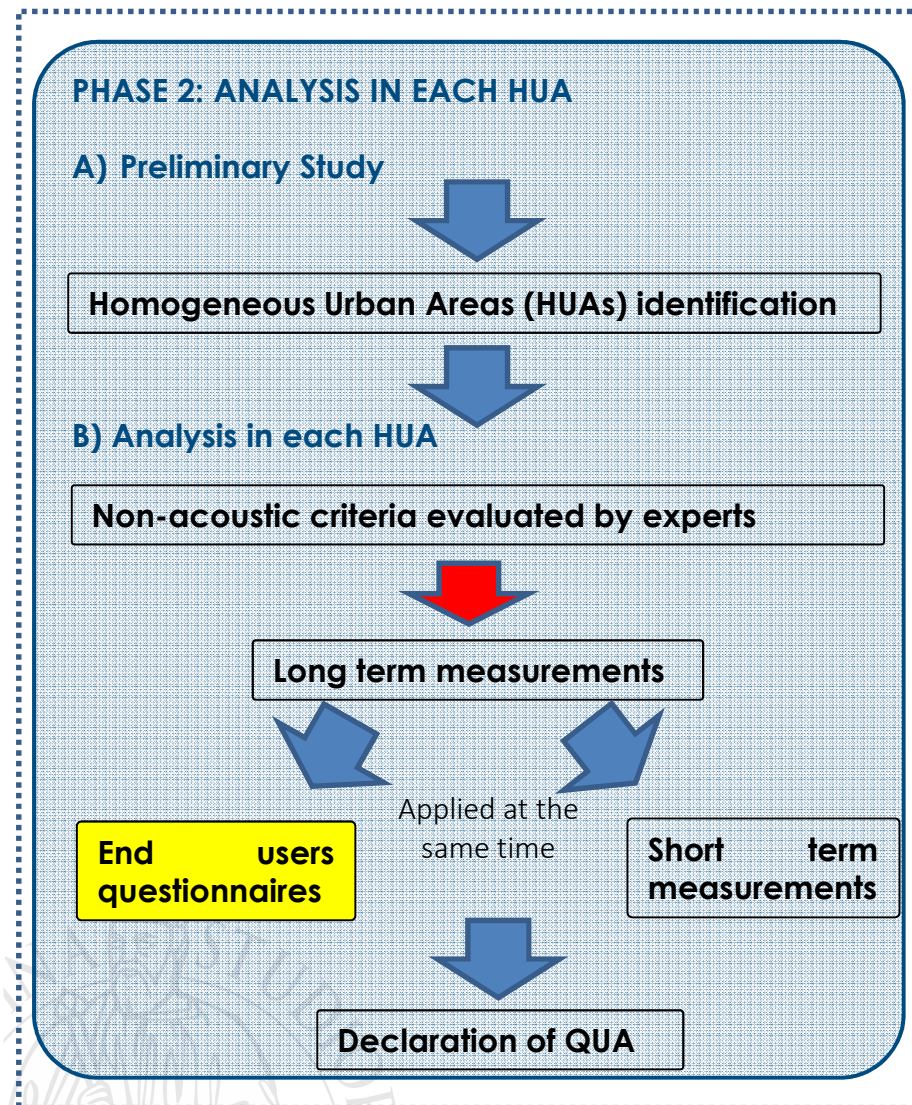 PHASE 2: ANALYSIS IN EACH HUA
A) Preliminary Study
Homogeneous Urban Areas (HUAs) identification
B) Analysis in each HUA
Non-acoustic criteria evaluated by experts
Long term measurements
Applied at the
same time
End users
questionnaires
Short term
measurements
Declaration of QUA